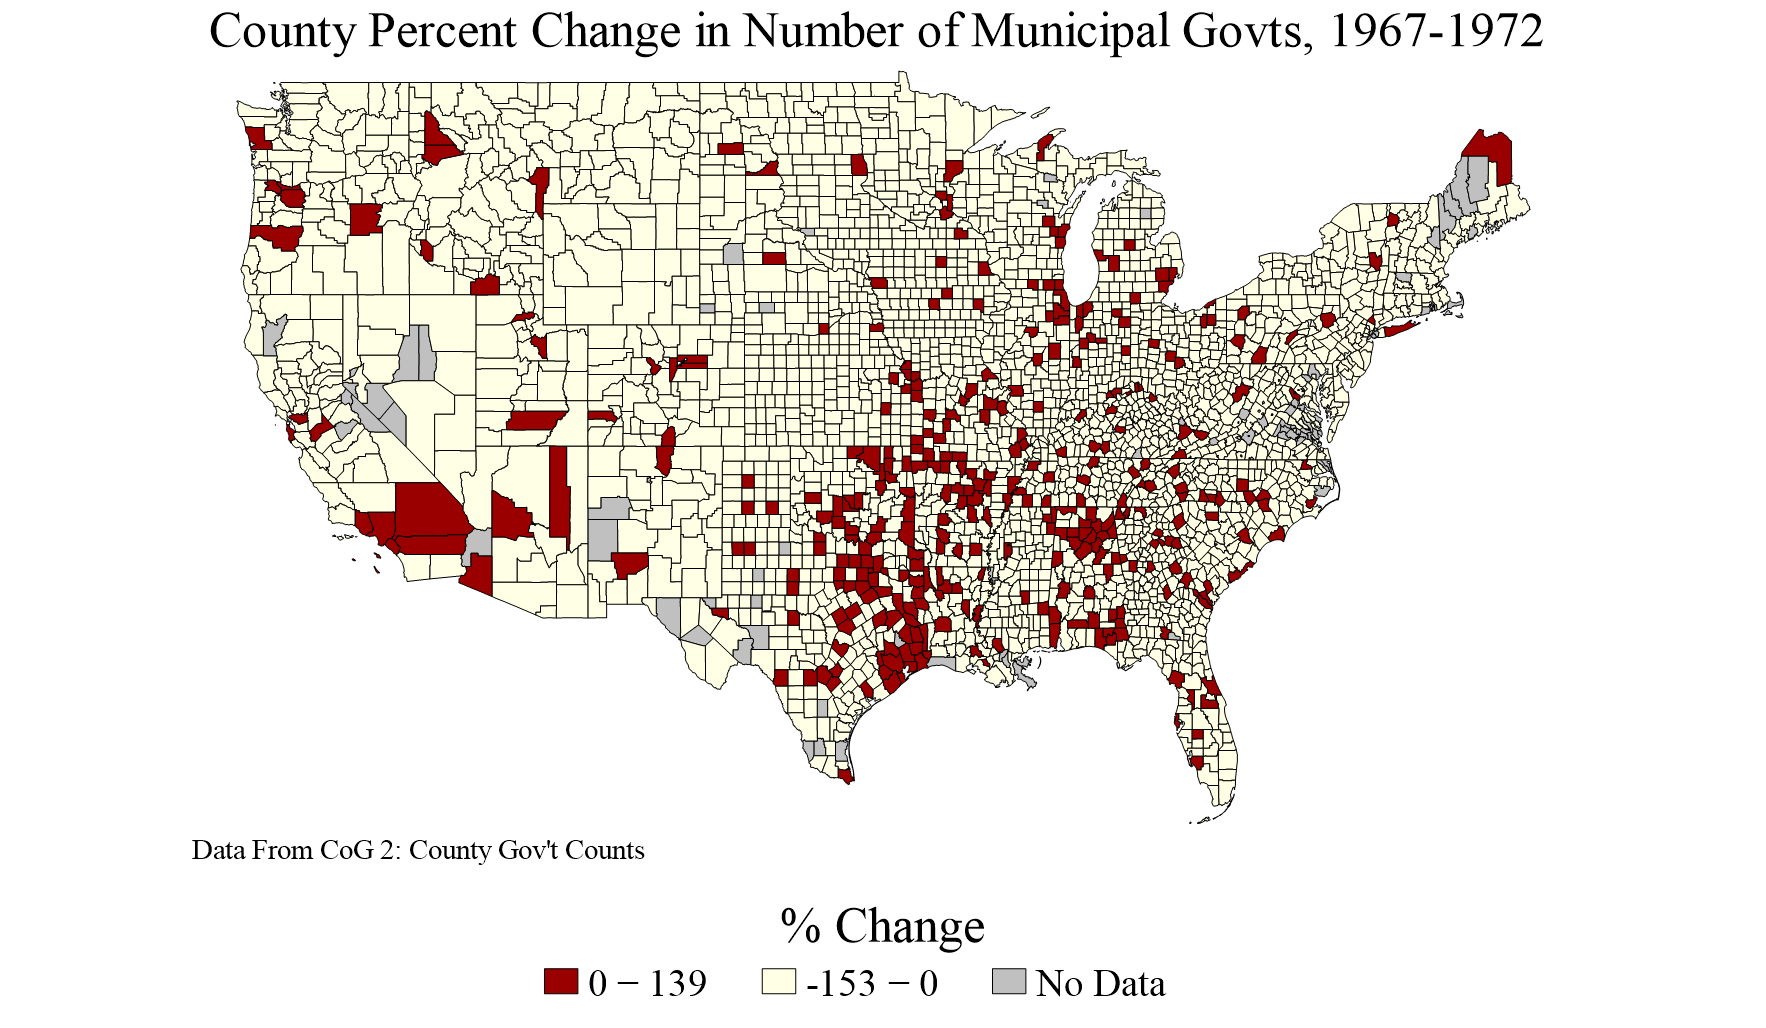 County Percent Change in Number of Municipal Govts, 1967-1972
Data From CoG 2: County Gov't Counts
% Change
0 − 139
-153 − 0
No Data